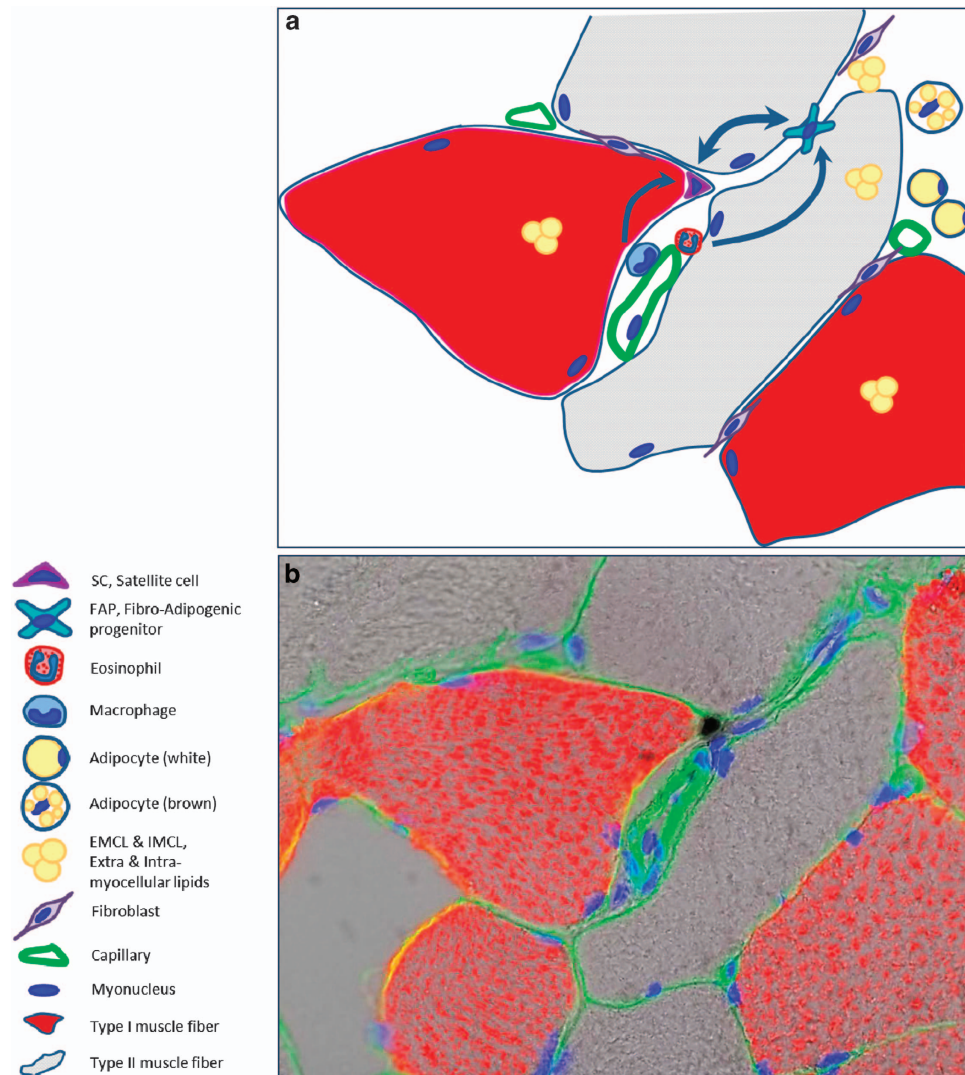 a
b
SC, Satellite cell
FAP, Fibro-Adipogenic
progenitor
Eosinophil
Macrophage
Adipocyte (white)
Adipocyte (brown)
EMCL & IMCL,
Extra & Intra-
myocellular lipids
Fibroblast
Capillary
Myonucleus
Type I muscle fiber
Type II muscle fiber